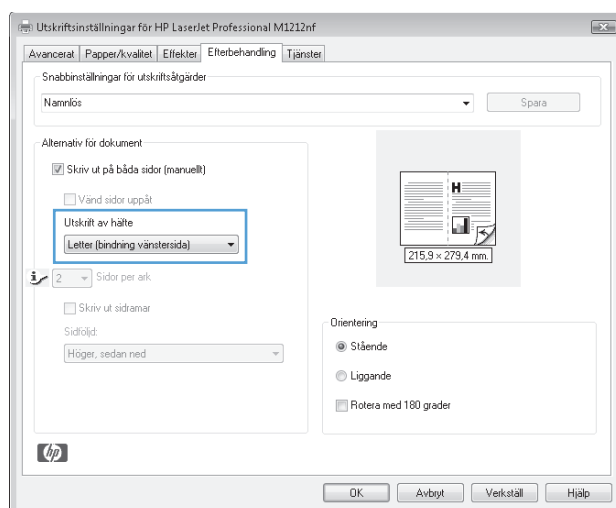 Utskriftsinställningar för HP LaserJet Professional M1212nf
Avancerat Papper/kvalitet Effekter Efterbehandling Tjänster
Snabbinställningar för utskriftsåtgärder
Namnlös Spara
Alternativ för dokument
Skriv ut på båda sidor (manuellt)
Vänd sidor uppåt
Utskrift av häfte
Letter (bindning vänstersida)
2 Sidor per ark
Skriv ut sidramar
Sidföljd:
Höger, sedan ned
H
215,9 × 279,4 mm.
Orientering
Stående
Liggande
Rotera med 180 grader
hp
OK Avbryt Verkställ Hjälp